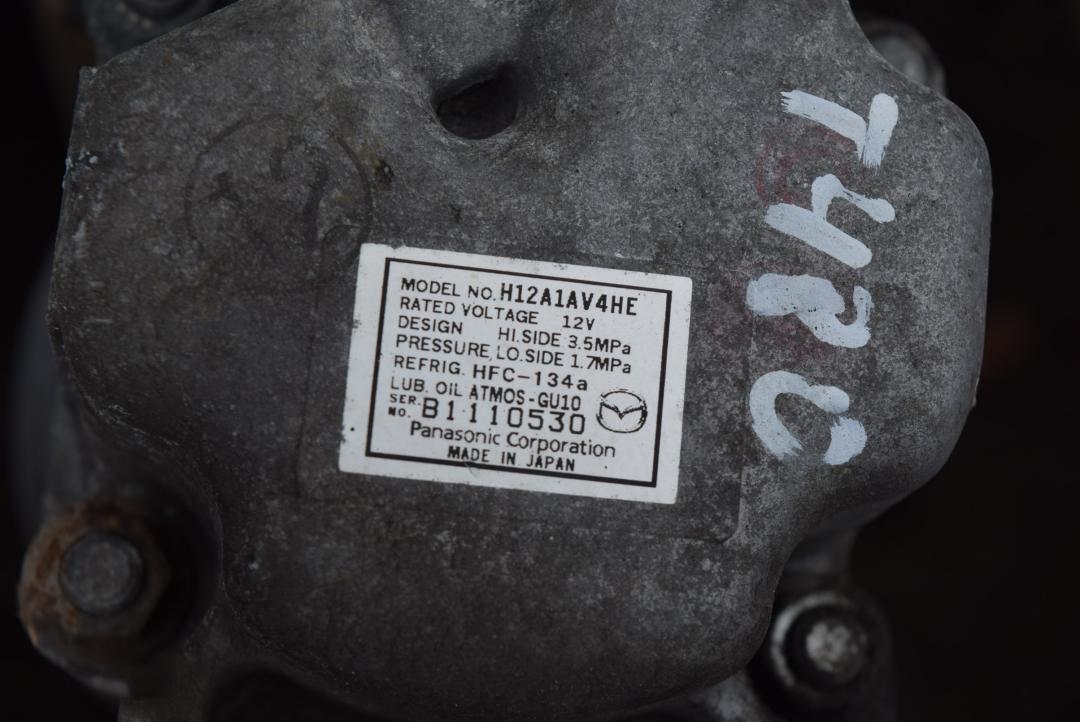 MODEL NO. H12A1AV4HE
RATED VOLTAGE 12V
DESIGN HI.SIDE 3.5MPa
PRESSURE, LO.SIDE 1.7MPa
REFRIG. HFC-134a
LUB. OIL ATMOS-GU10
SER. NO. B1110530
Panasonic Corporation
MADE IN JAPAN